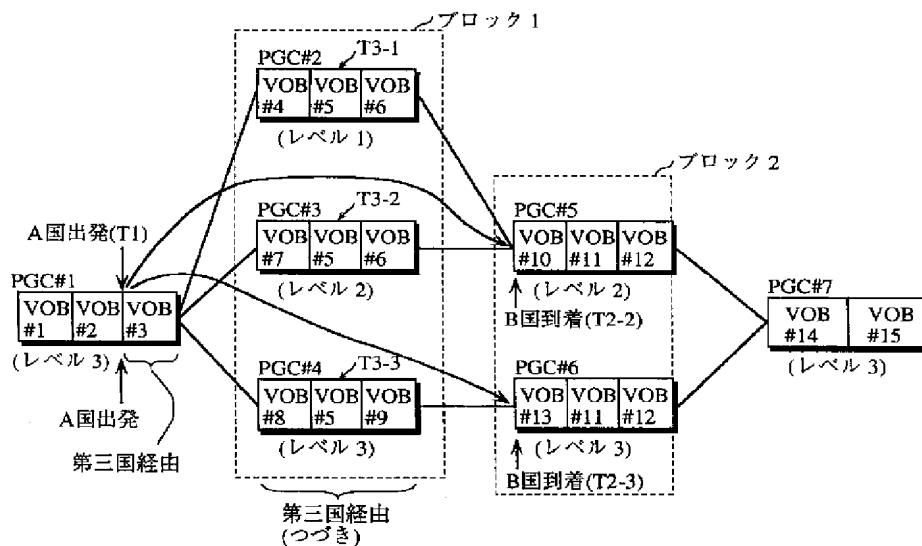 ブロック1
PGC#2
T3-1
VOB #4
VOB #5
VOB #6
(レベル 1)
ブロック2
PGC#3
T3-2
VOB #7
VOB #5
VOB #6
(レベル 2)
A国出発(T1)
PGC#1
VOB #1
VOB #2
VOB #3
(レベル 3)
A国出発
第三国経由
PGC#4
T3-3
VOB #8
VOB #5
VOB #9
(レベル 3)
第三国経由
(つづき)
PGC#5
VOB #10
VOB #11
VOB #12
(レベル 2)
B国到着(T2-2)
PGC#6
VOB #13
VOB #11
VOB #12
(レベル 3)
B国到着(T2-3)
PGC#7
VOB #14
VOB #15
(レベル 3)